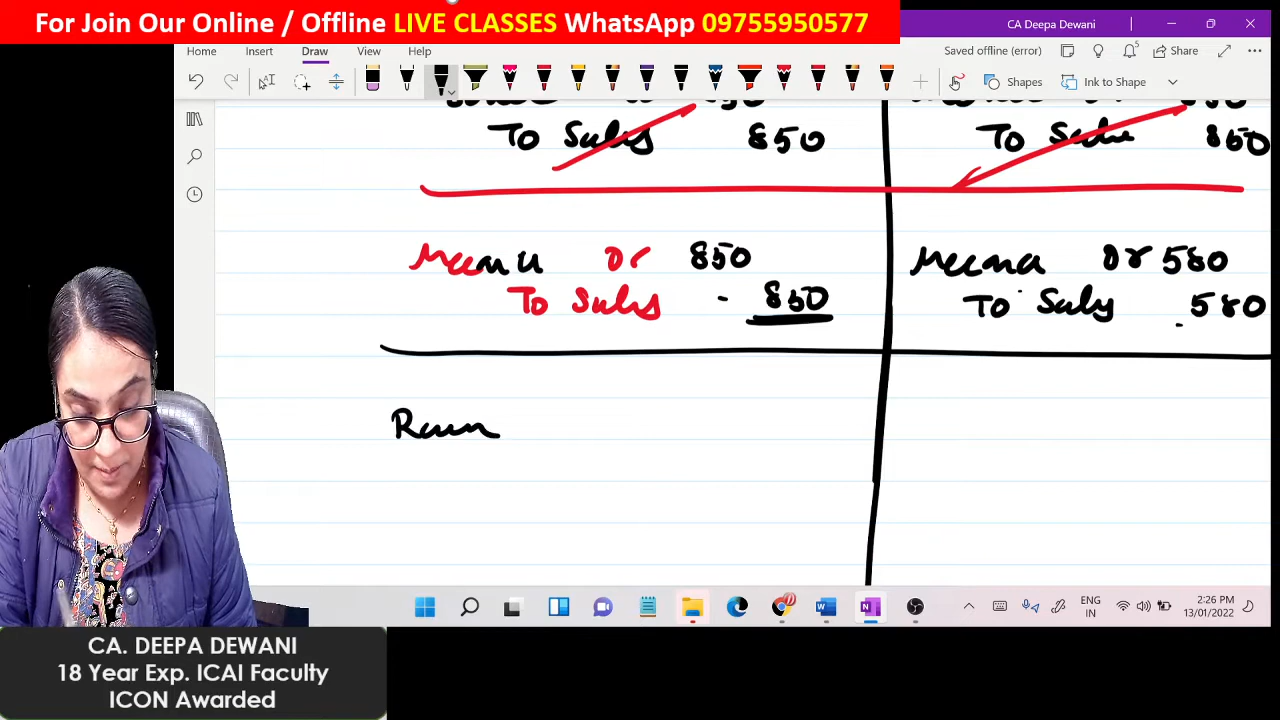 For Join Our Online / Offline LIVE CLASSES WhatsApp 09755950577
CA Deepa Dewani
Home Insert Draw View Help
Saved offline (error) Share
Shapes Ink to Shape
To Sales 850
To Sale 850
Meena Dr 850
To Sales 850
Meena Dr 580
To Sales 580
Ram
ENG
IN
2:26 PM
13/01/2022
CA. DEEPA DEWANI
18 Year Exp. ICAI Faculty
ICON Awarded